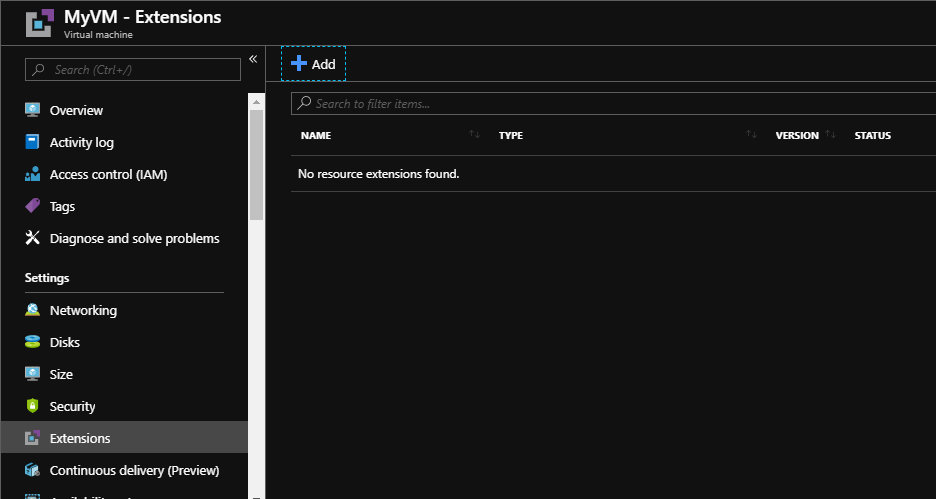 MyVM - Extensions
Virtual machine
Search (Ctrl+/)
«
Overview
Activity log
Access control (IAM)
Tags
Diagnose and solve problems
Settings
Networking
Disks
Size
Security
Extensions
Continuous delivery (Preview)
Add
Search to filter items...
NAME TYPE VERSION STATUS
No resource extensions found.